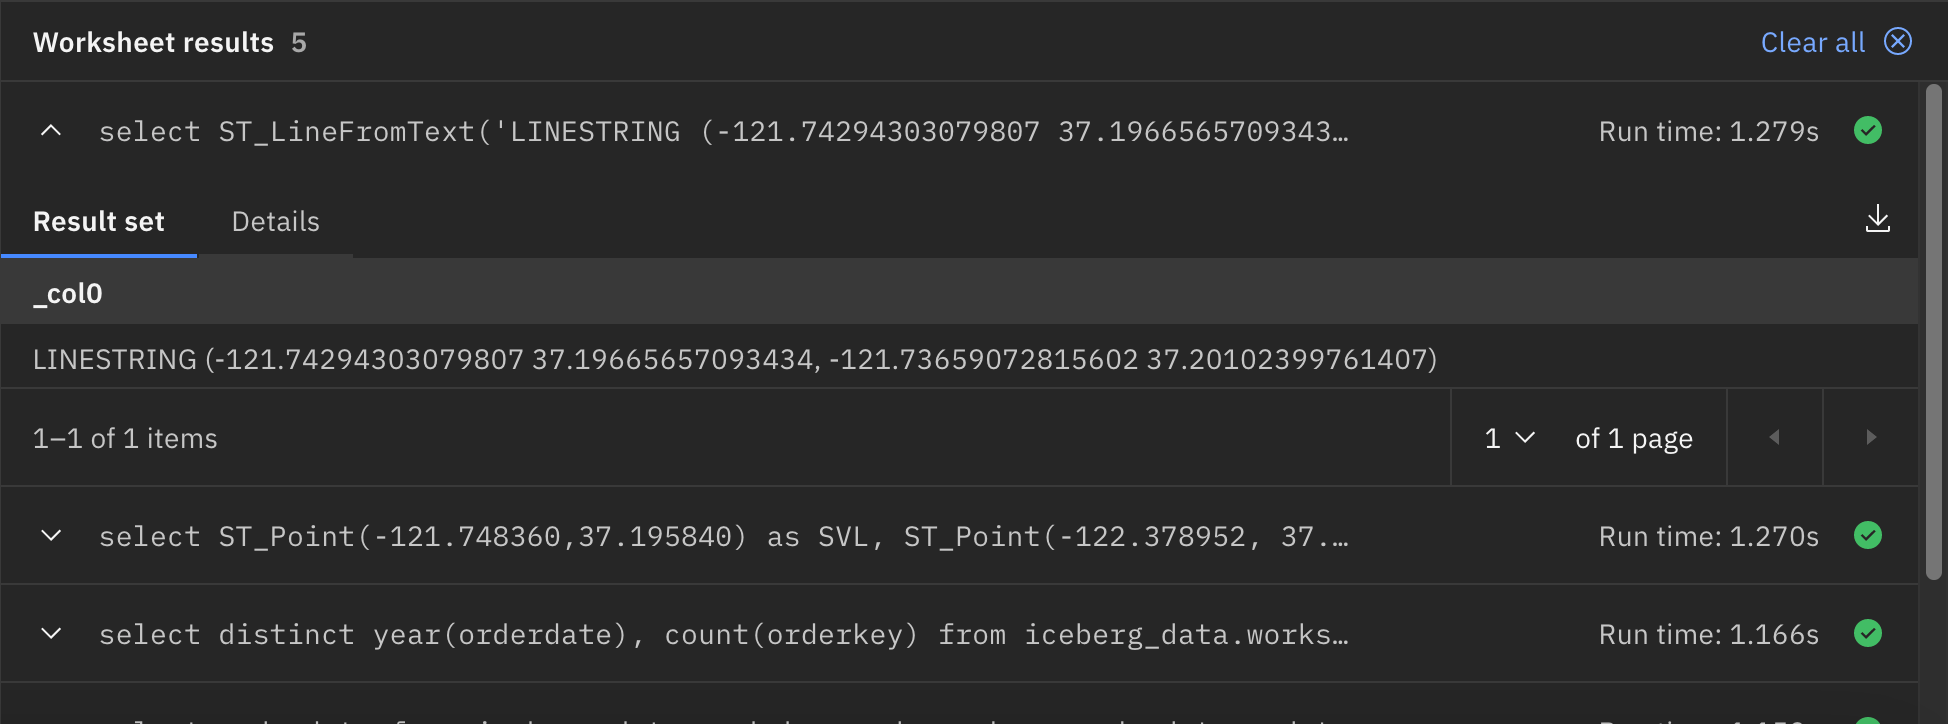 Worksheet results 5
Clear all
select ST_LineFromText('LINESTRING (-121.74294303079807 37.1966565709343…
Run time: 1.279s
Result set
Details
_col0
LINESTRING (-121.74294303079807 37.19665657093434, -121.73659072815602 37.20102399761407)
1–1 of 1 items
1
of 1 page
select ST_Point(-121.748360,37.195840) as SVL, ST_Point(-122.378952, 37.…
Run time: 1.270s
select distinct year(orderdate), count(orderkey) from iceberg_data.works…
Run time: 1.166s